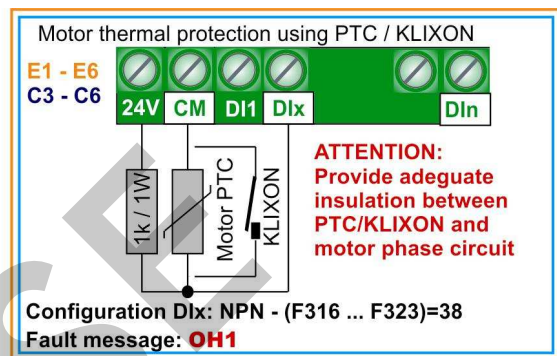 Motor thermal protection using PTC / KLIXON
E1 - E6
C3 - C6
24V CM DI1 DIx DIn
1k / 1W
Motor PTC
KLIXON
ATTENTION:
Provide adeguate
insulation between
PTC/KLIXON and
motor phase circuit
Configuration DIx: NPN - (F316 ... F323)=38
Fault message: OH1